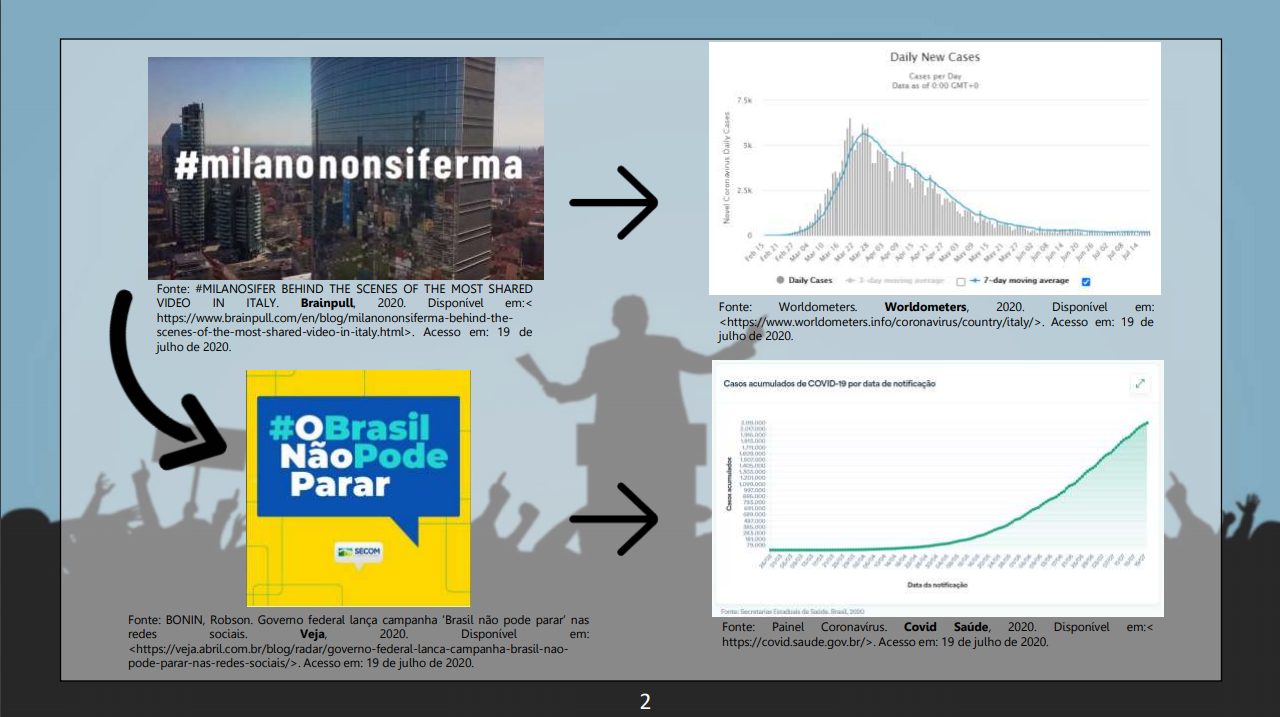 #milanononsiferma
Fonte: #MILANOSIFER BEHIND THE SCENES OF THE MOST SHARED
VIDEO IN ITALY. Brainpull, 2020. Disponível em:<
https://www.brainpull.com/en/blog/milanononsiferma-behind-the-
scenes-of-the-most-shared-video-in-italy.html>. Acesso em: 19 de
julho de 2020.
Daily New Cases
Cases per Day
Data as of 0:00 GMT+0
Novel Coronavirus Daily Cases
7.5k
5k
2.5k
0
Feb 15
Feb 21
Feb 27
Mar 04
Mar 10
Mar 16
Mar 22
Mar 28
Apr 03
Apr 09
Apr 15
Apr 21
Apr 27
May 03
May 09
May 15
May 21
May 27
Jun 02
Jun 08
Jun 14
Jun 20
Jun 26
Jul 02
Jul 08
Jul 14
Daily Cases
3-day moving average
7-day moving average
Fonte: Worldometers. Worldometers, 2020. Disponível em:
<https://www.worldometers.info/coronavirus/country/italy/>. Acesso em: 19 de
julho de 2020.
#OBrasil
NãoPode
Parar
SECOM
Fonte: BONIN, Robson. Governo federal lança campanha ‘Brasil não pode parar’ nas
redes sociais. Veja, 2020. Disponível em:
<https://veja.abril.com.br/blog/radar/governo-federal-lanca-campanha-brasil-nao-
pode-parar-nas-redes-sociais/>. Acesso em: 19 de julho de 2020.
Casos acumulados de COVID-19 por data de notificação
Casos acumulados
Data da notificação
Fonte: Secretarias Estaduais de Saúde. Brasil, 2020
Fonte: Painel Coronavírus. Covid Saúde, 2020. Disponível em:<
https://covid.saude.gov.br/>. Acesso em: 19 de julho de 2020.
2